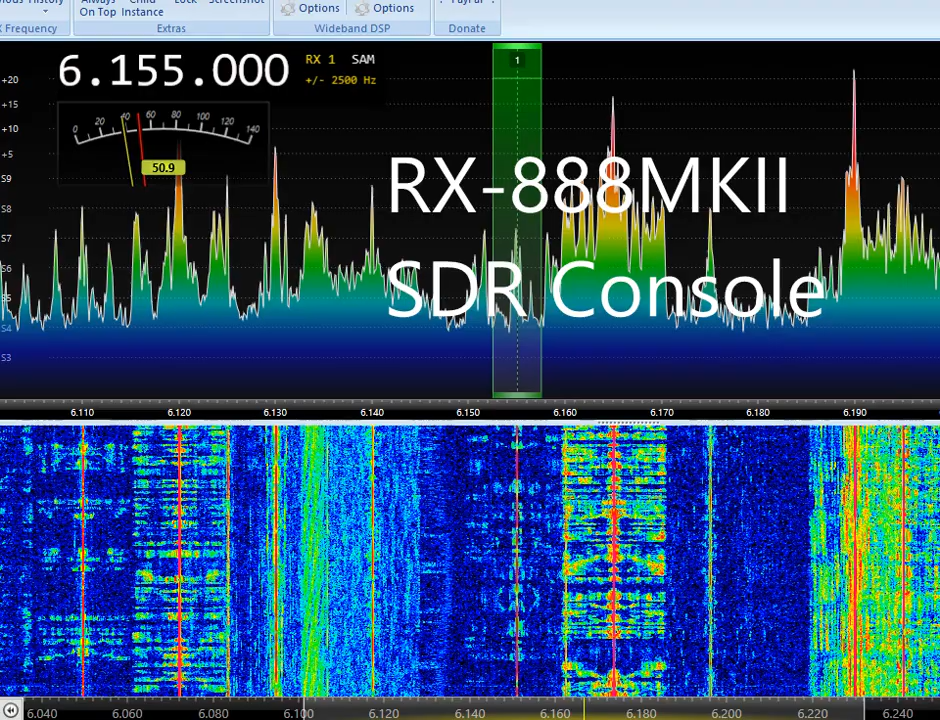 Always Child Lock Screenshot
On Top Instance
Options Options
Frequency Extras Wideband DSP Donate
6.155.000 RX 1 SAM
+/- 2500 Hz
1
+20
+15
+10
+5
S9
S8
S7
S6
S5
S4
S3
0 20 40 60 80 100 120 140
50.9
RX-888MKII
SDR Console
6.110 6.120 6.130 6.140 6.150 6.160 6.170 6.180 6.190
6.040 6.060 6.080 6.100 6.120 6.140 6.160 6.180 6.200 6.220 6.240